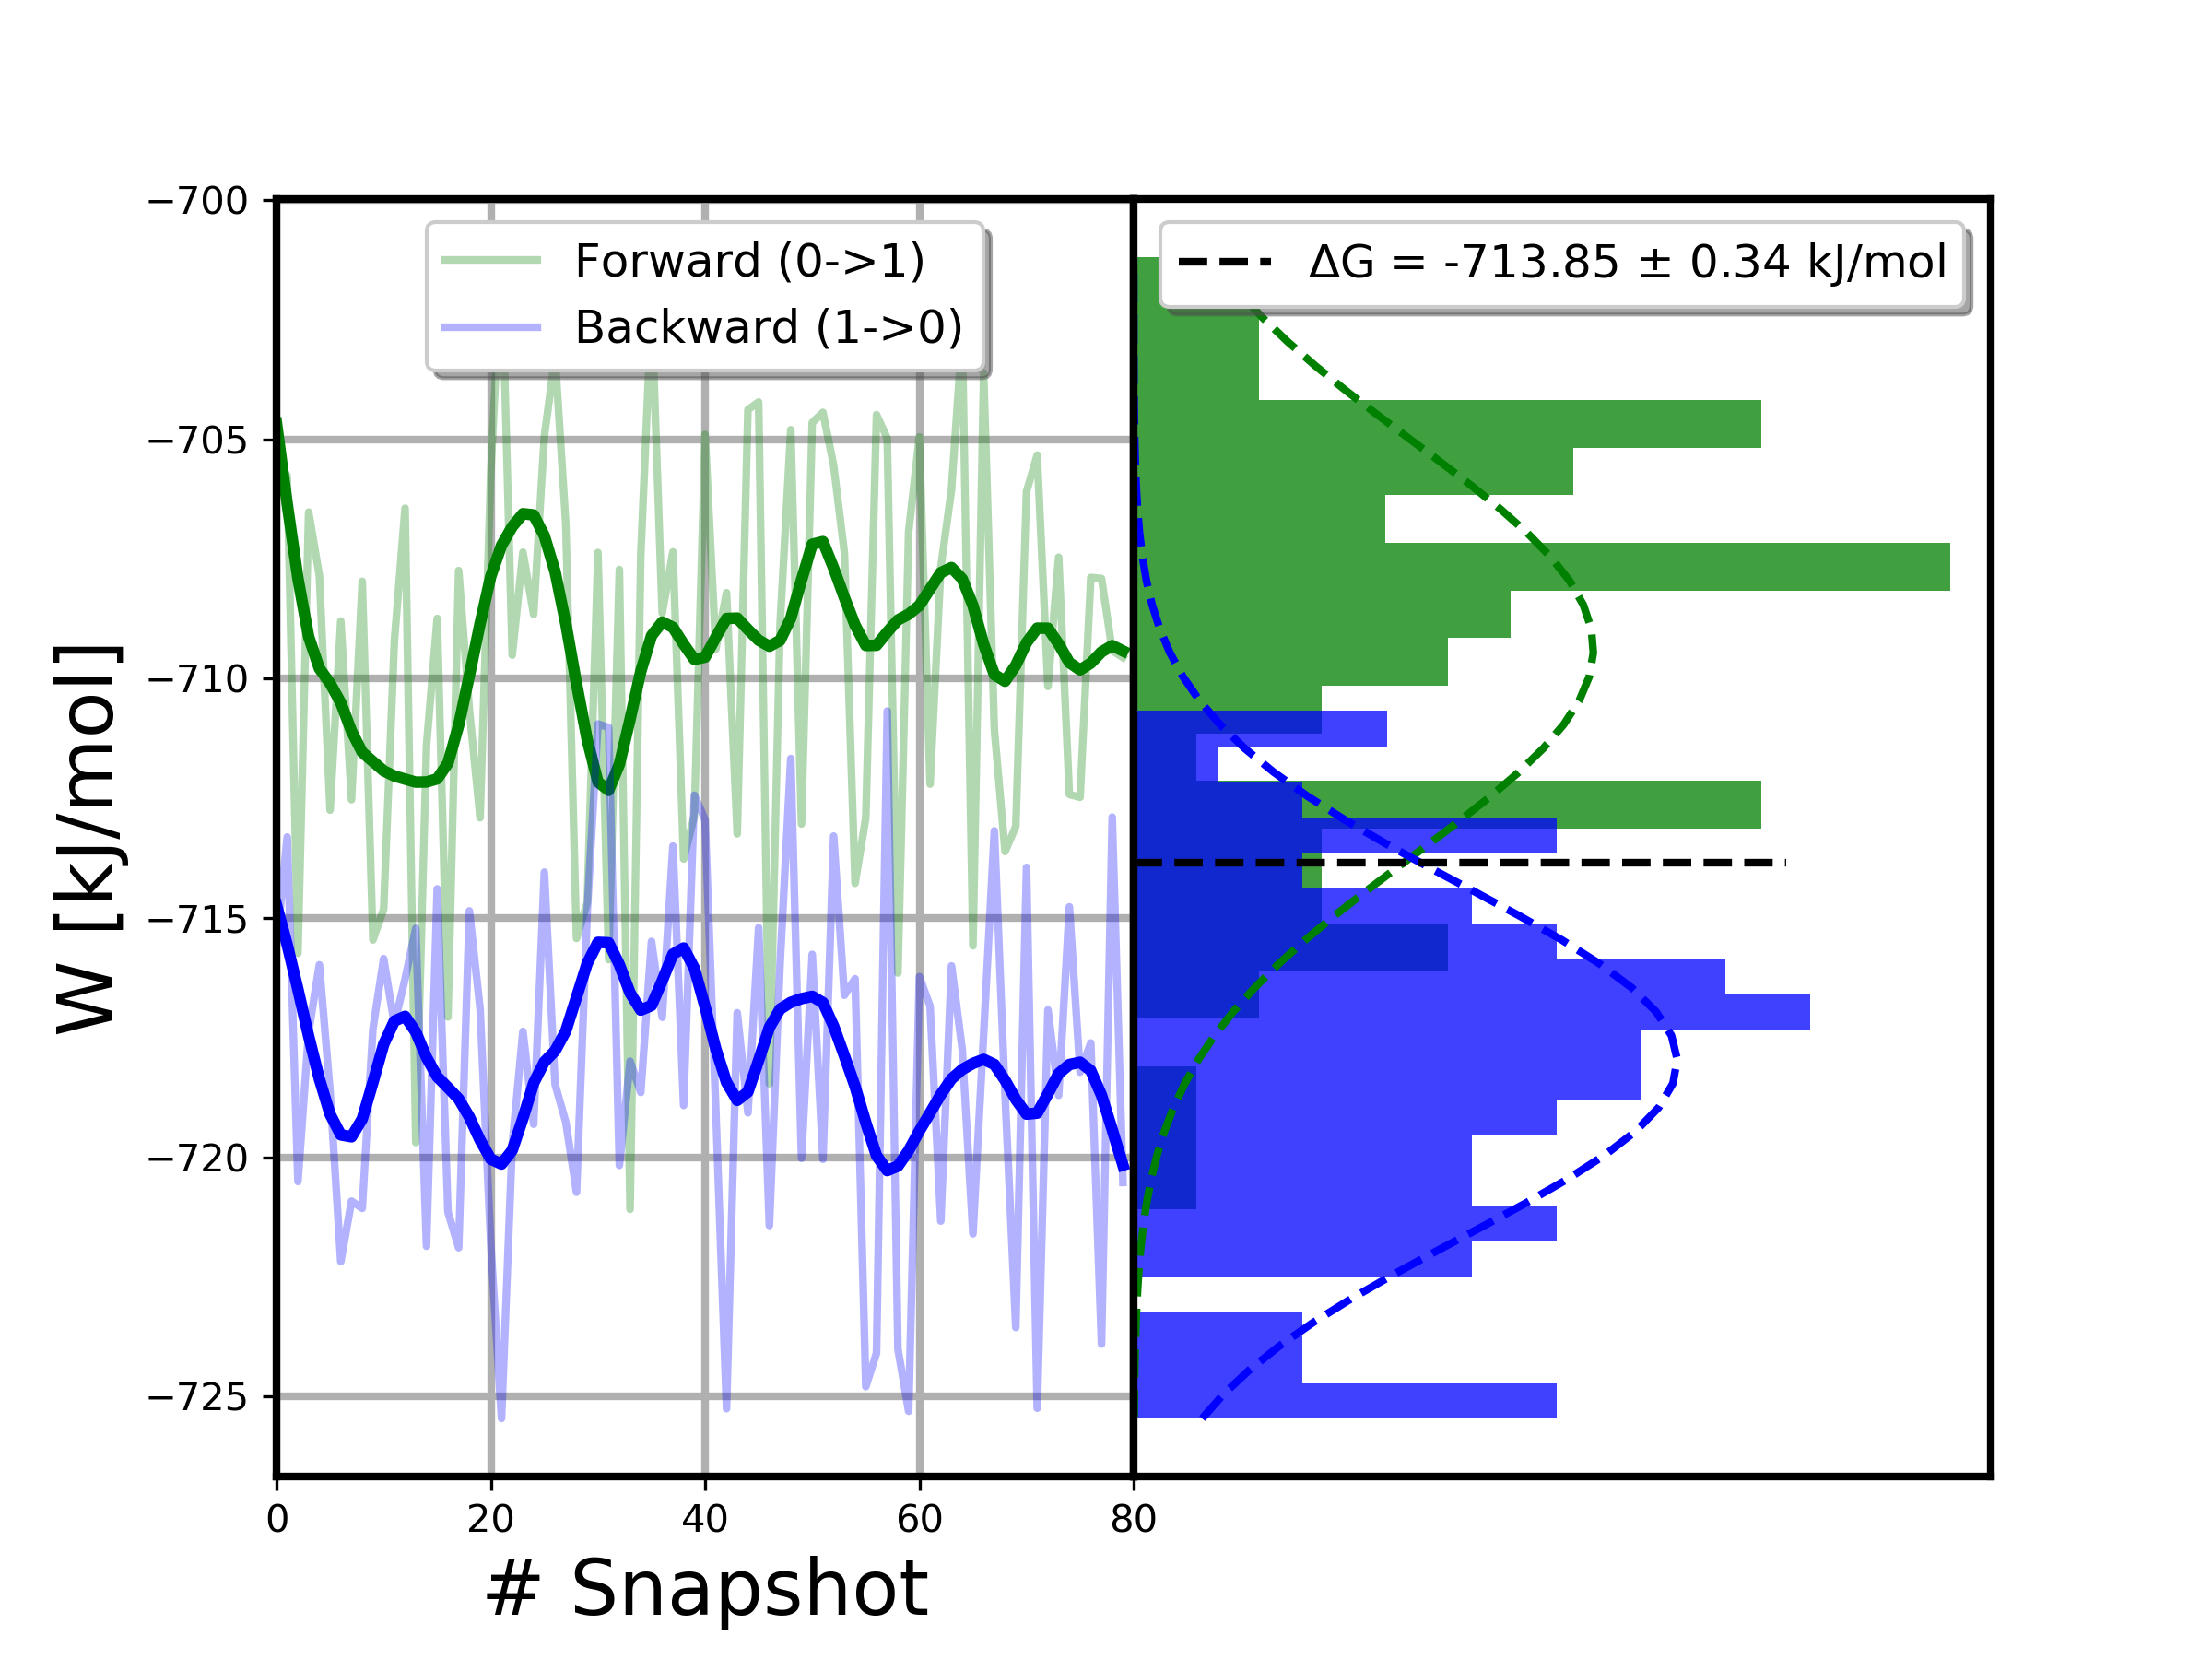 W [kJ/mol]
−700
−705
−710
−715
−720
−725
Forward (0->1)
Backward (1->0)
ΔG = -713.85 ± 0.34 kJ/mol
0 20 40 60 80
# Snapshot